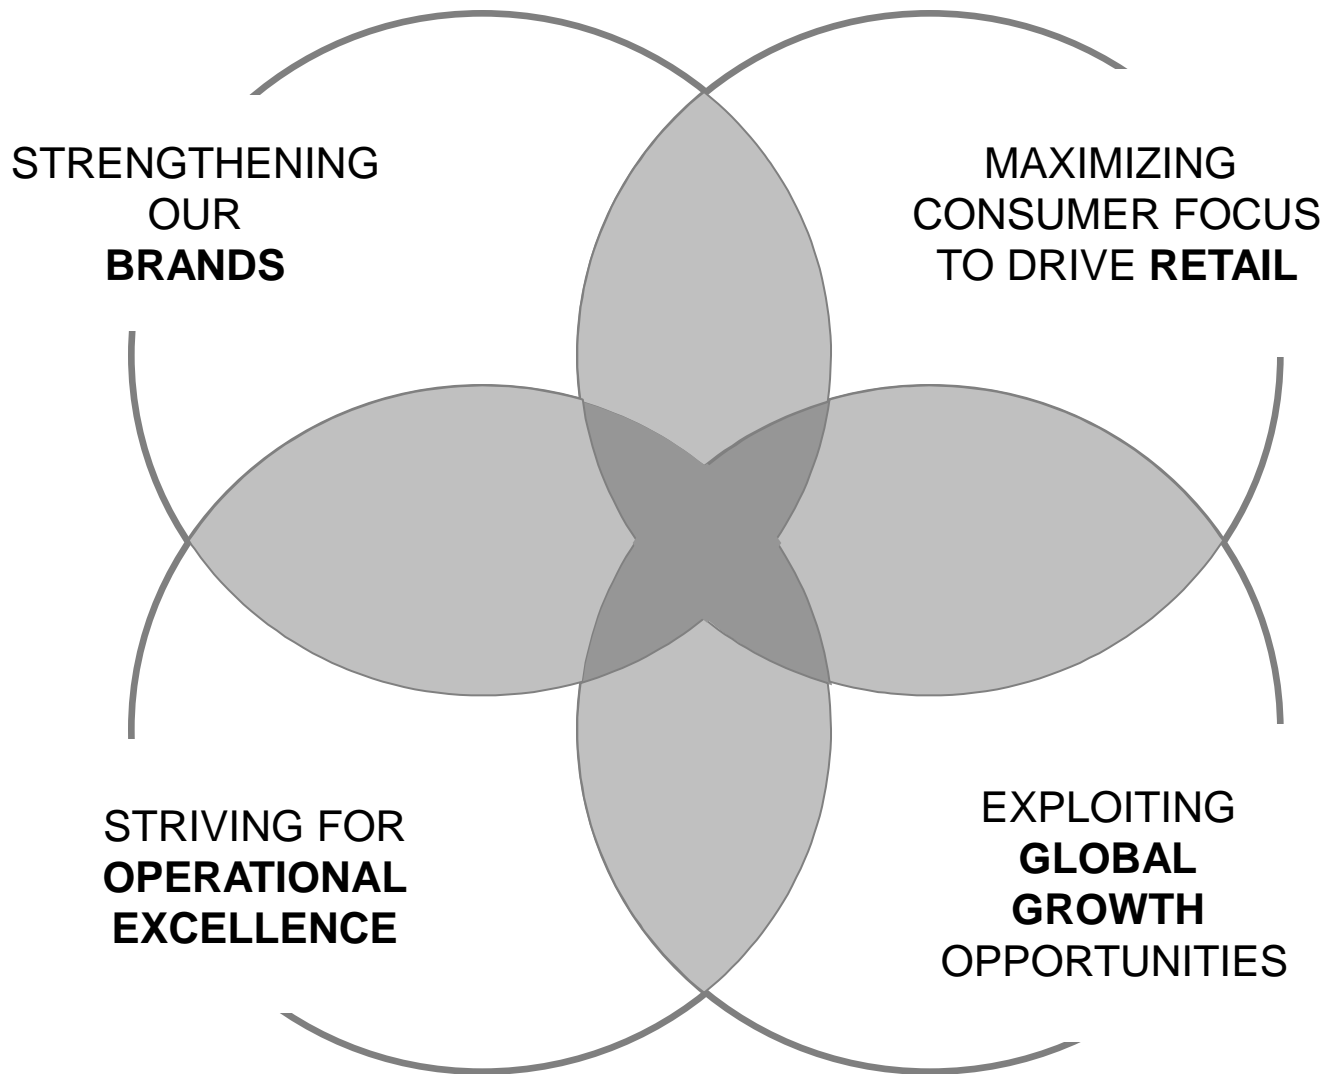 STRENGTHENING
OUR
BRANDS
MAXIMIZING
CONSUMER FOCUS
TO DRIVE RETAIL
STRIVING FOR
OPERATIONAL
EXCELLENCE
EXPLOITING
GLOBAL
GROWTH
OPPORTUNITIES